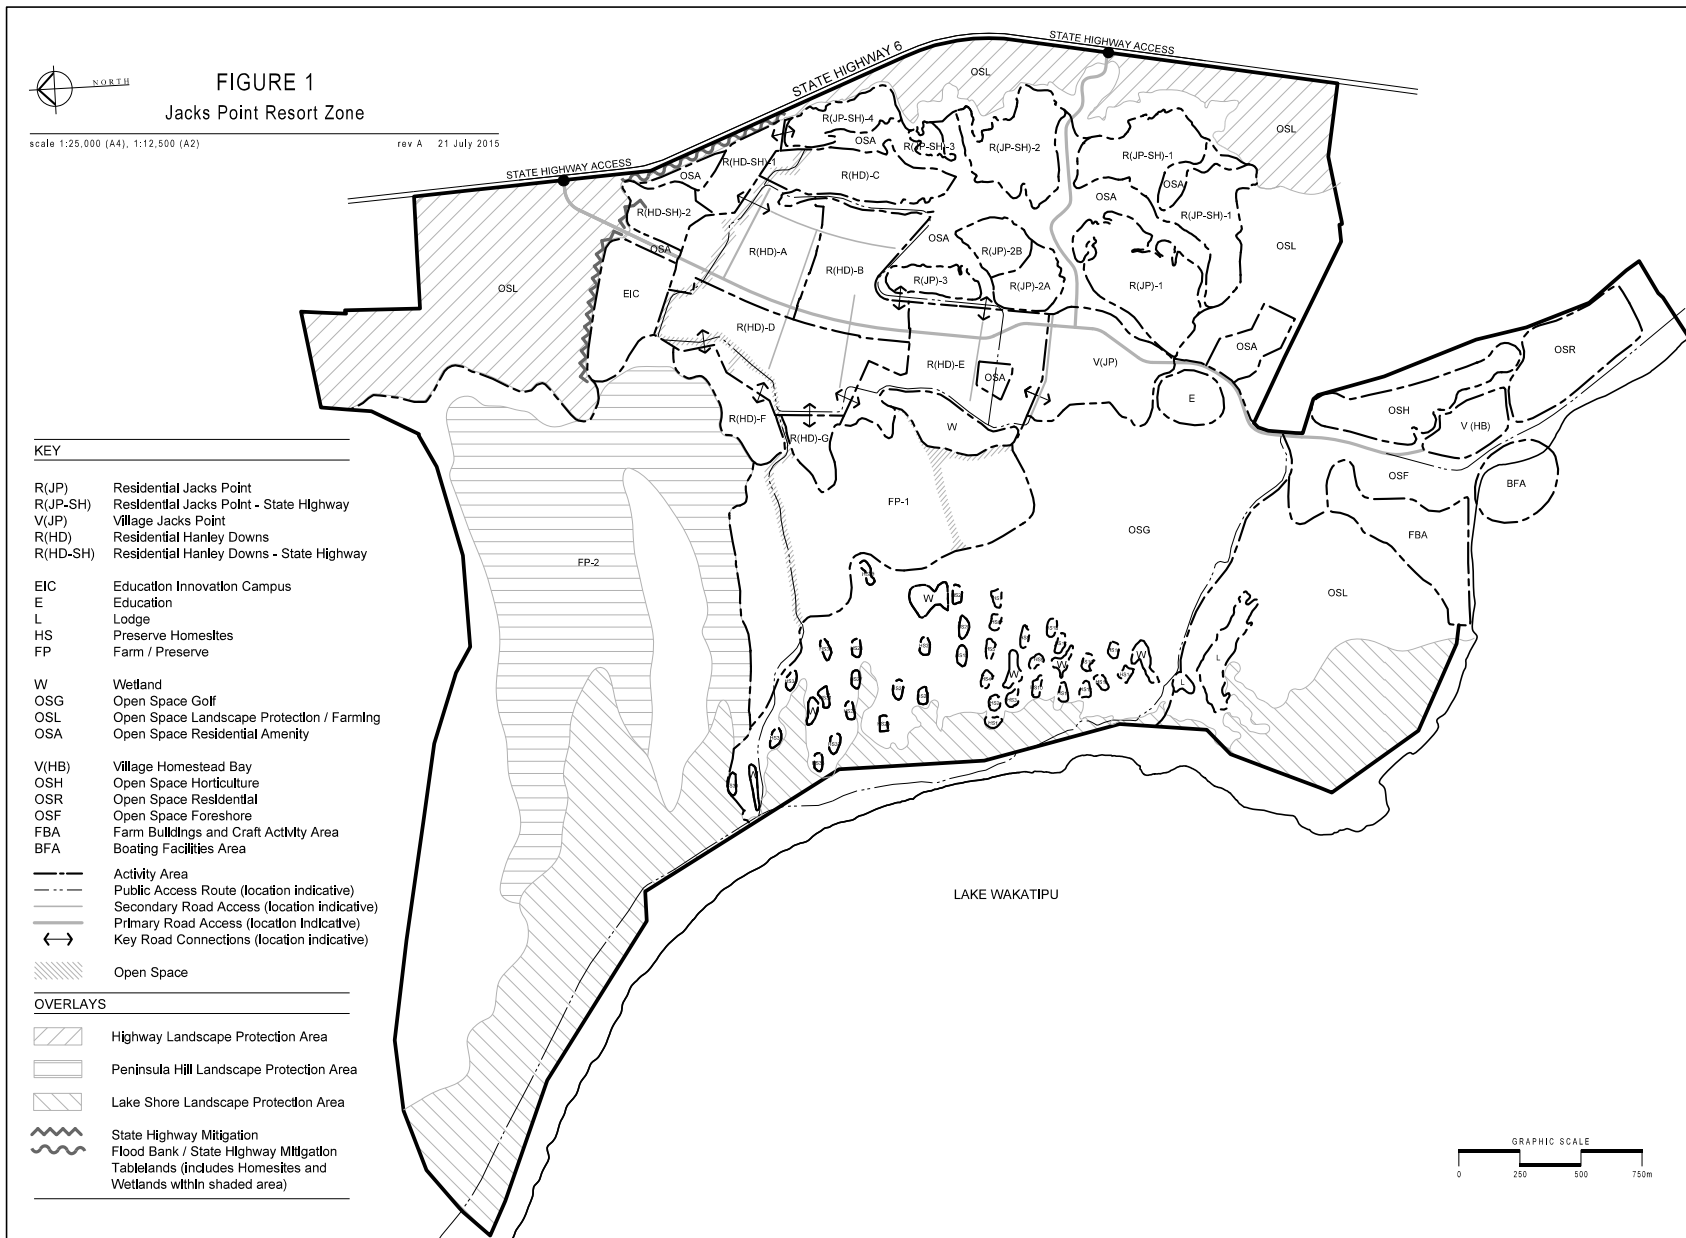 NORTH
FIGURE 1
Jacks Point Resort Zone
scale 1:25,000 (A4), 1:12,500 (A2)
rev A 21 July 2015
STATE HIGHWAY 6
STATE HIGHWAY ACCESS
STATE HIGHWAY ACCESS
OSL
R(JP-SH)-4
OSA
R(JP-SH)-3
R(JP-SH)-2
OSL
R(JP-SH)-1
R(HD-SH)-1
OSA
R(HD)-C
OSA
OSA
R(HD-SH)-2
R(JP-SH)-1
OSA
OSA
R(HD)-A
R(JP)-2B
OSL
R(HD)-B
OSL
EIC
R(JP)-3
R(JP)-2A
R(JP)-1
R(HD)-D
OSA
OSR
R(HD)-E
V(JP)
OSA
E
OSH
R(HD)-F
W
V (HB)
R(HD)-G
OSF
BFA
FP-1
OSG
FBA
FP-2
OSL
W
W
W
W
W
W
L
L
LAKE WAKATIPU
KEY
R(JP) Residential Jacks Point
R(JP-SH) Residential Jacks Point - State Highway
V(JP) Village Jacks Point
R(HD) Residential Hanley Downs
R(HD-SH) Residential Hanley Downs - State Highway
EIC Education Innovation Campus
E Education
L Lodge
HS Preserve Homesites
FP Farm / Preserve
W Wetland
OSG Open Space Golf
OSL Open Space Landscape Protection / Farming
OSA Open Space Residential Amenity
V(HB) Village Homestead Bay
OSH Open Space Horticulture
OSR Open Space Residential
OSF Open Space Foreshore
FBA Farm Buildings and Craft Activity Area
BFA Boating Facilities Area
Activity Area
Public Access Route (location indicative)
Secondary Road Access (location indicative)
Primary Road Access (location indicative)
Key Road Connections (location indicative)
Open Space
OVERLAYS
Highway Landscape Protection Area
Peninsula Hill Landscape Protection Area
Lake Shore Landscape Protection Area
State Highway Mitigation
Flood Bank / State Highway Mitigation
Tablelands (includes Homesites and
Wetlands within shaded area)
GRAPHIC SCALE
0 250 500 750m